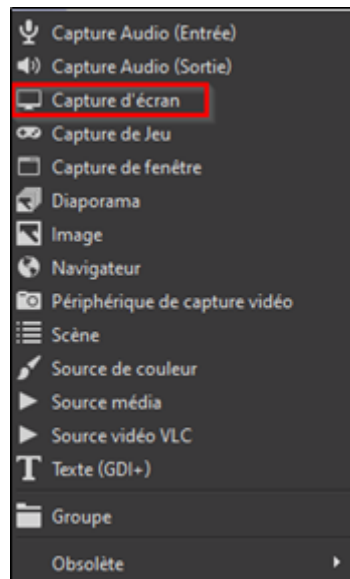 Capture Audio (Entrée)
Capture Audio (Sortie)
Capture d'écran
Capture de Jeu
Capture de fenêtre
Diaporama
Image
Navigateur
Périphérique de capture vidéo
Scène
Source de couleur
Source média
Source vidéo VLC
Texte (GDI+)
Groupe
Obsolète